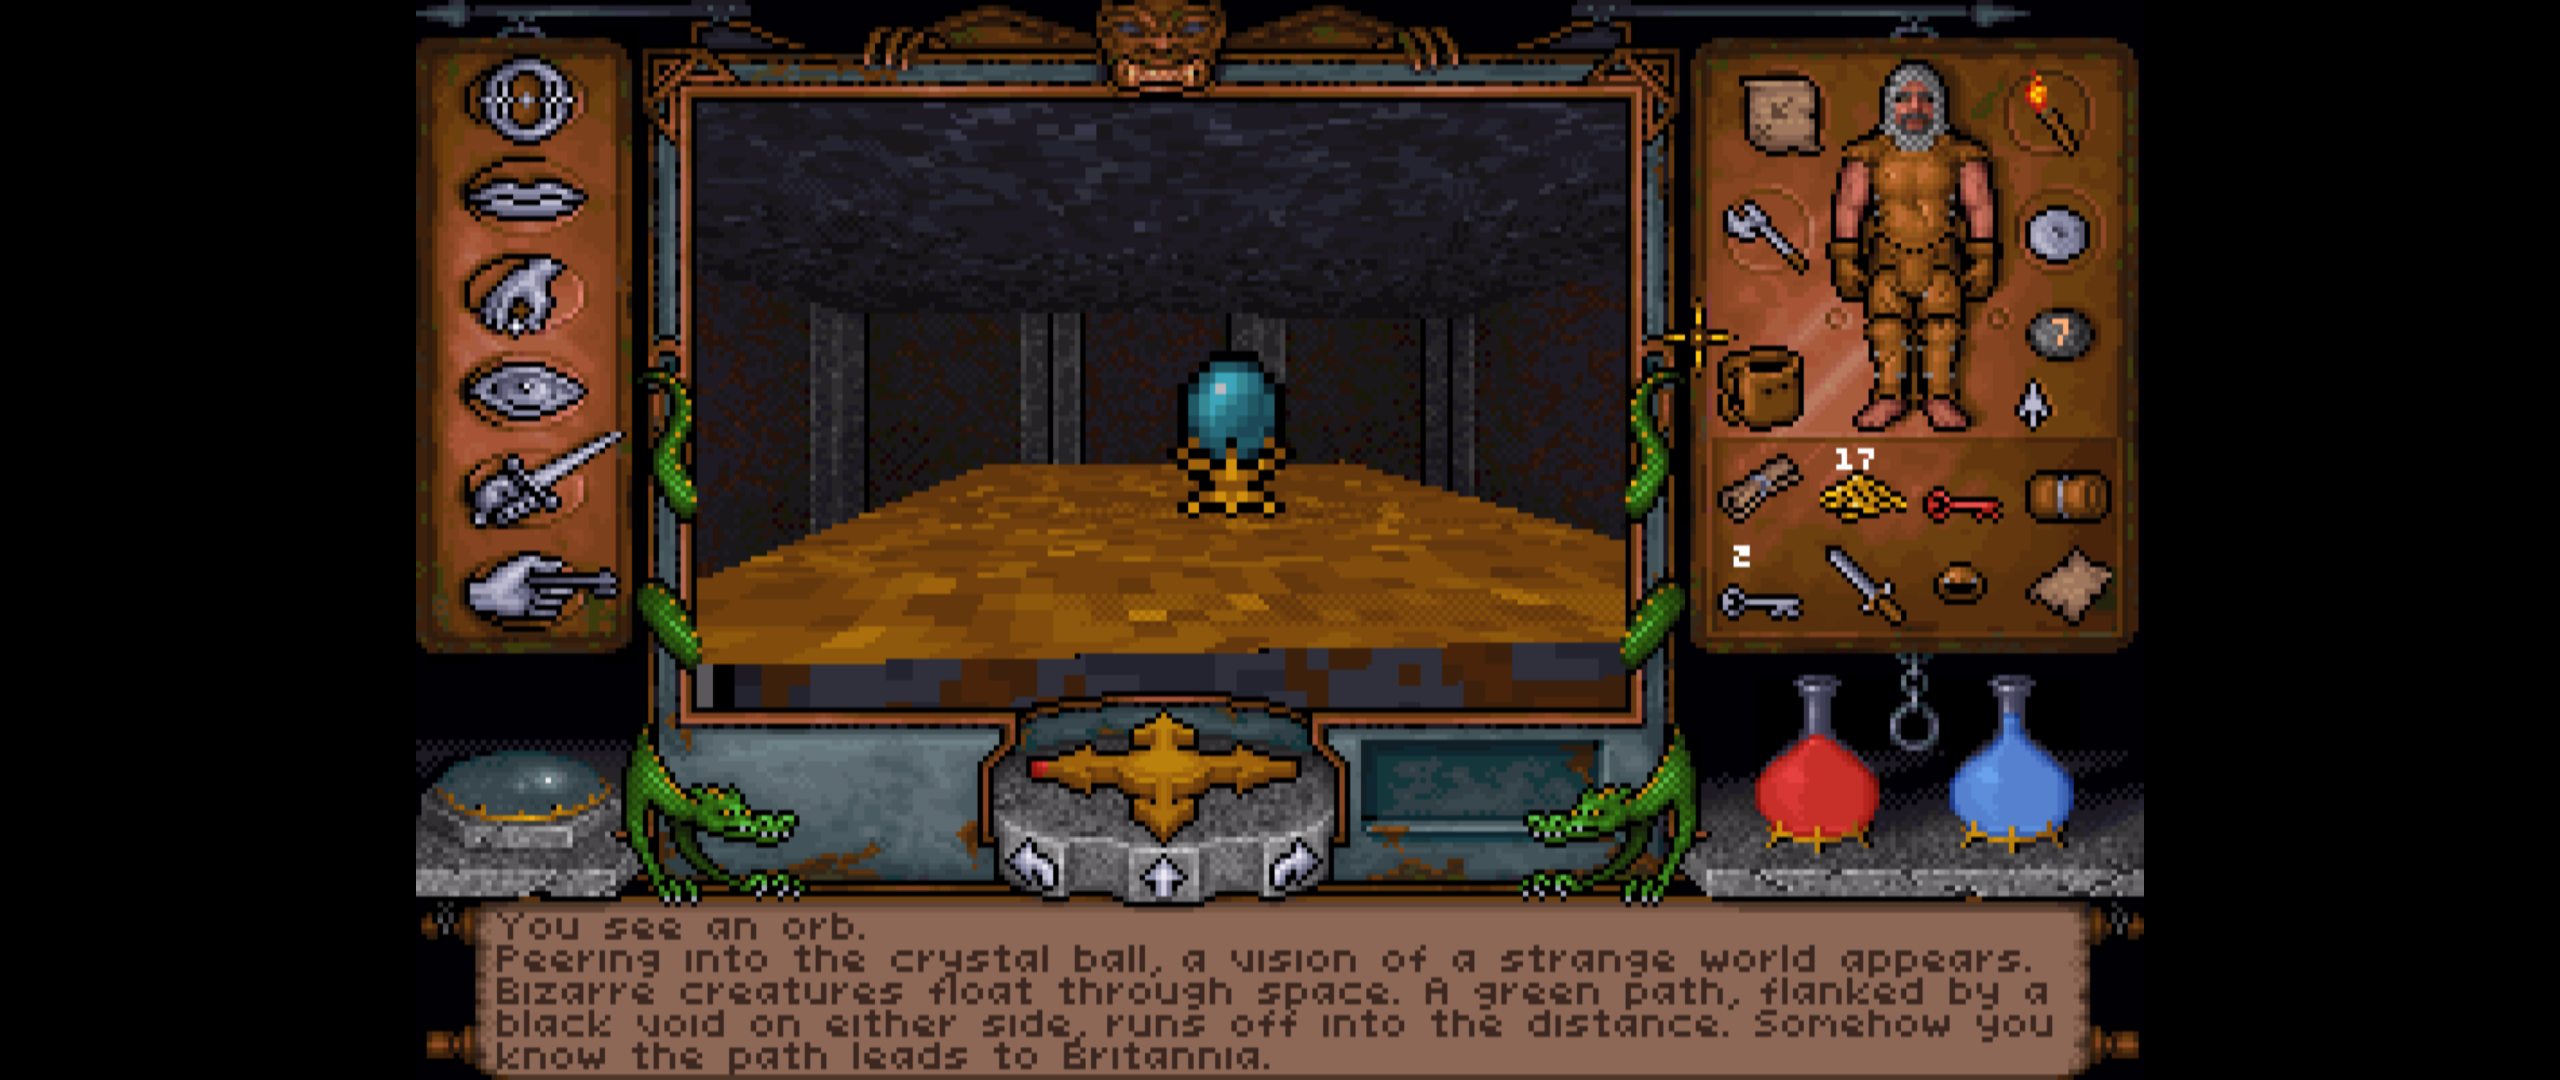 17
2
You see an orb.
Peering into the crystal ball, a vision of a strange world appears.
Bizarre creatures float through space. A green path, flanked by a
black void on either side, runs off into the distance. Somehow you
know the path leads to Britannia.